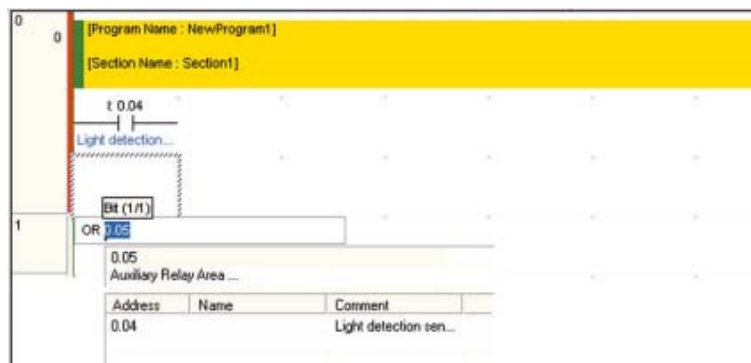 0
0
[Program Name : NewProgram1]
[Section Name : Section1]
I: 0.04
Light detection...
Bit (1/1)
1
OR 0.05
0.05
Auxiliary Relay Area ...
Address Name Comment
0.04 Light detection sen...